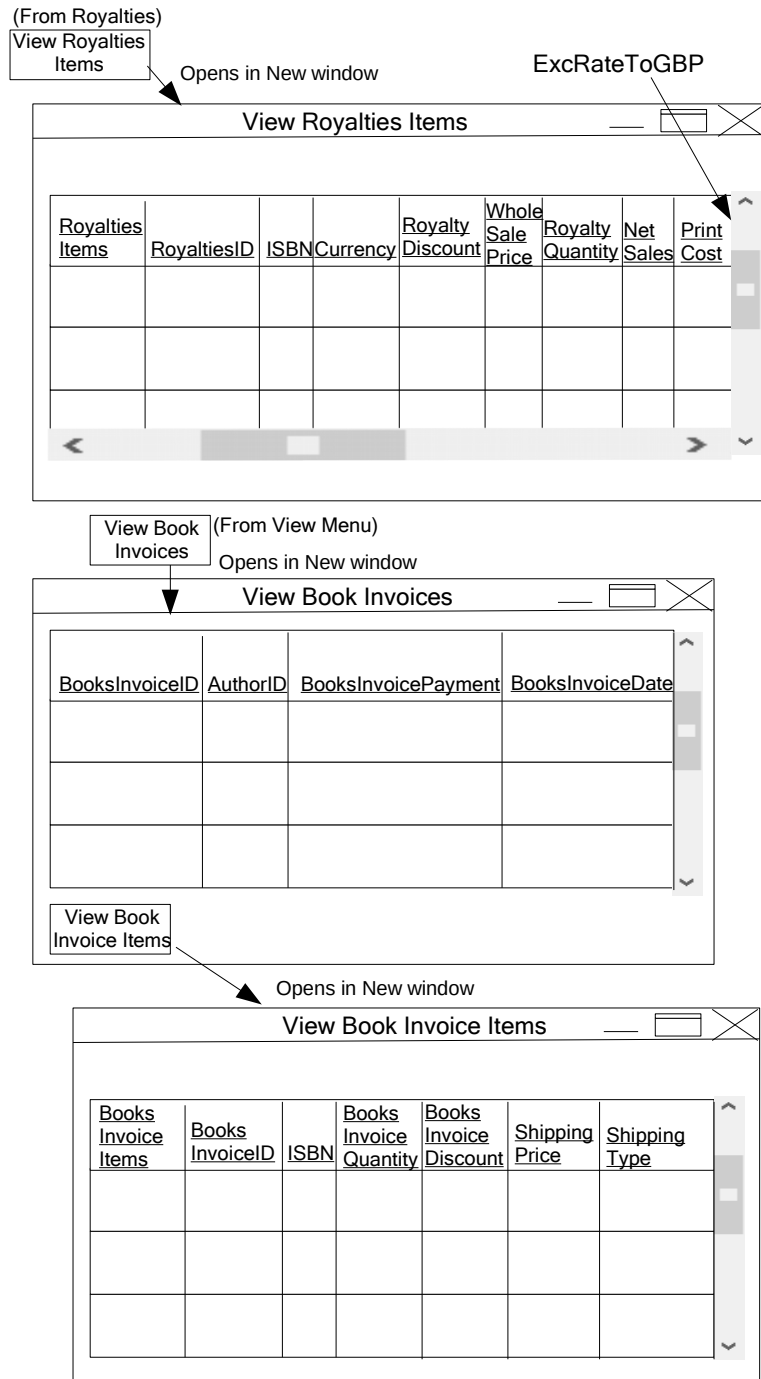 (From Royalties)
View Royalties
Items
Opens in New window
ExcRateToGBP
View Royalties Items
Royalties
Items
RoyaltiesID
ISBN
Currency
Royalty
Discount
Whole
Sale
Price
Royalty
Quantity
Net
Sales
Print
Cost
View Book
Invoices
(From View Menu)
Opens in New window
View Book Invoices
BooksInvoiceID
AuthorID
BooksInvoicePayment
BooksInvoiceDate
View Book
Invoice Items
Opens in New window
View Book Invoice Items
Books
Invoice
Items
Books
InvoiceID
ISBN
Books
Invoice
Quantity
Books
Invoice
Discount
Shipping
Price
Shipping
Type